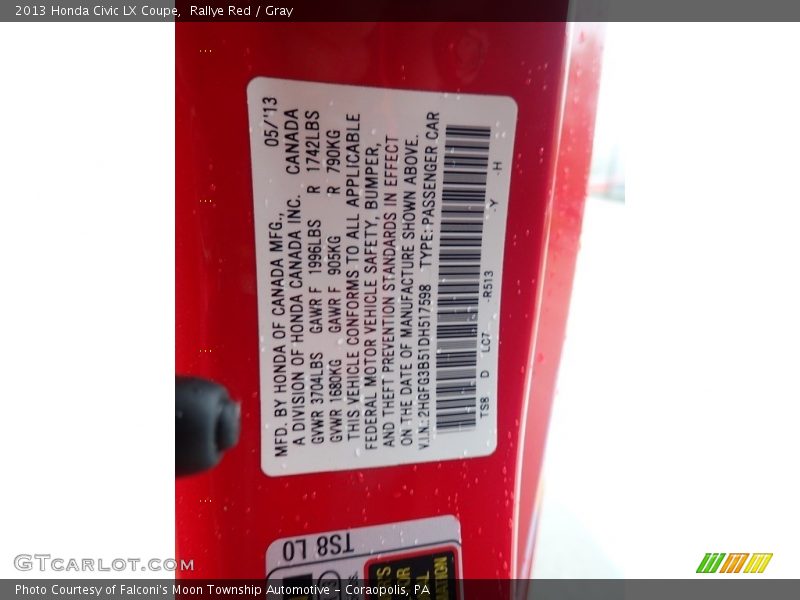 2013 Honda Civic LX Coupe, Rallye Red / Gray
MFD. BY HONDA OF CANADA MFG., 05/'13
A DIVISION OF HONDA CANADA INC. CANADA
GVWR 3704LBS GAWR F 1996LBS R 1742LBS
GVWR 1680KG GAWR F 905KG R 790KG
THIS VEHICLE CONFORMS TO ALL APPLICABLE
FEDERAL MOTOR VEHICLE SAFETY, BUMPER,
AND THEFT PREVENTION STANDARDS IN EFFECT
ON THE DATE OF MANUFACTURE SHOWN ABOVE.
V.I.N.:2HGFG3B51DH517598 TYPE:PASSENGER CAR
TS8 D LC7 -R513 -Y -H
TS8 L0
GTCarlot.com
Photo Courtesy of Falconi's Moon Township Automotive - Coraopolis, PA